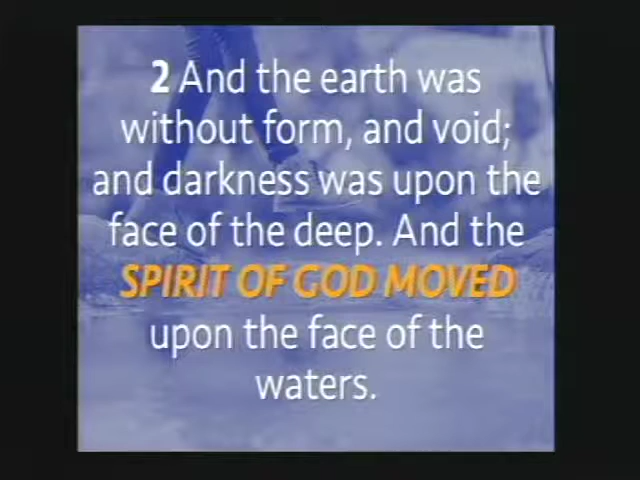 2 And the earth was
without form, and void;
and darkness was upon the
face of the deep. And the
SPIRIT OF GOD MOVED
upon the face of the
waters.